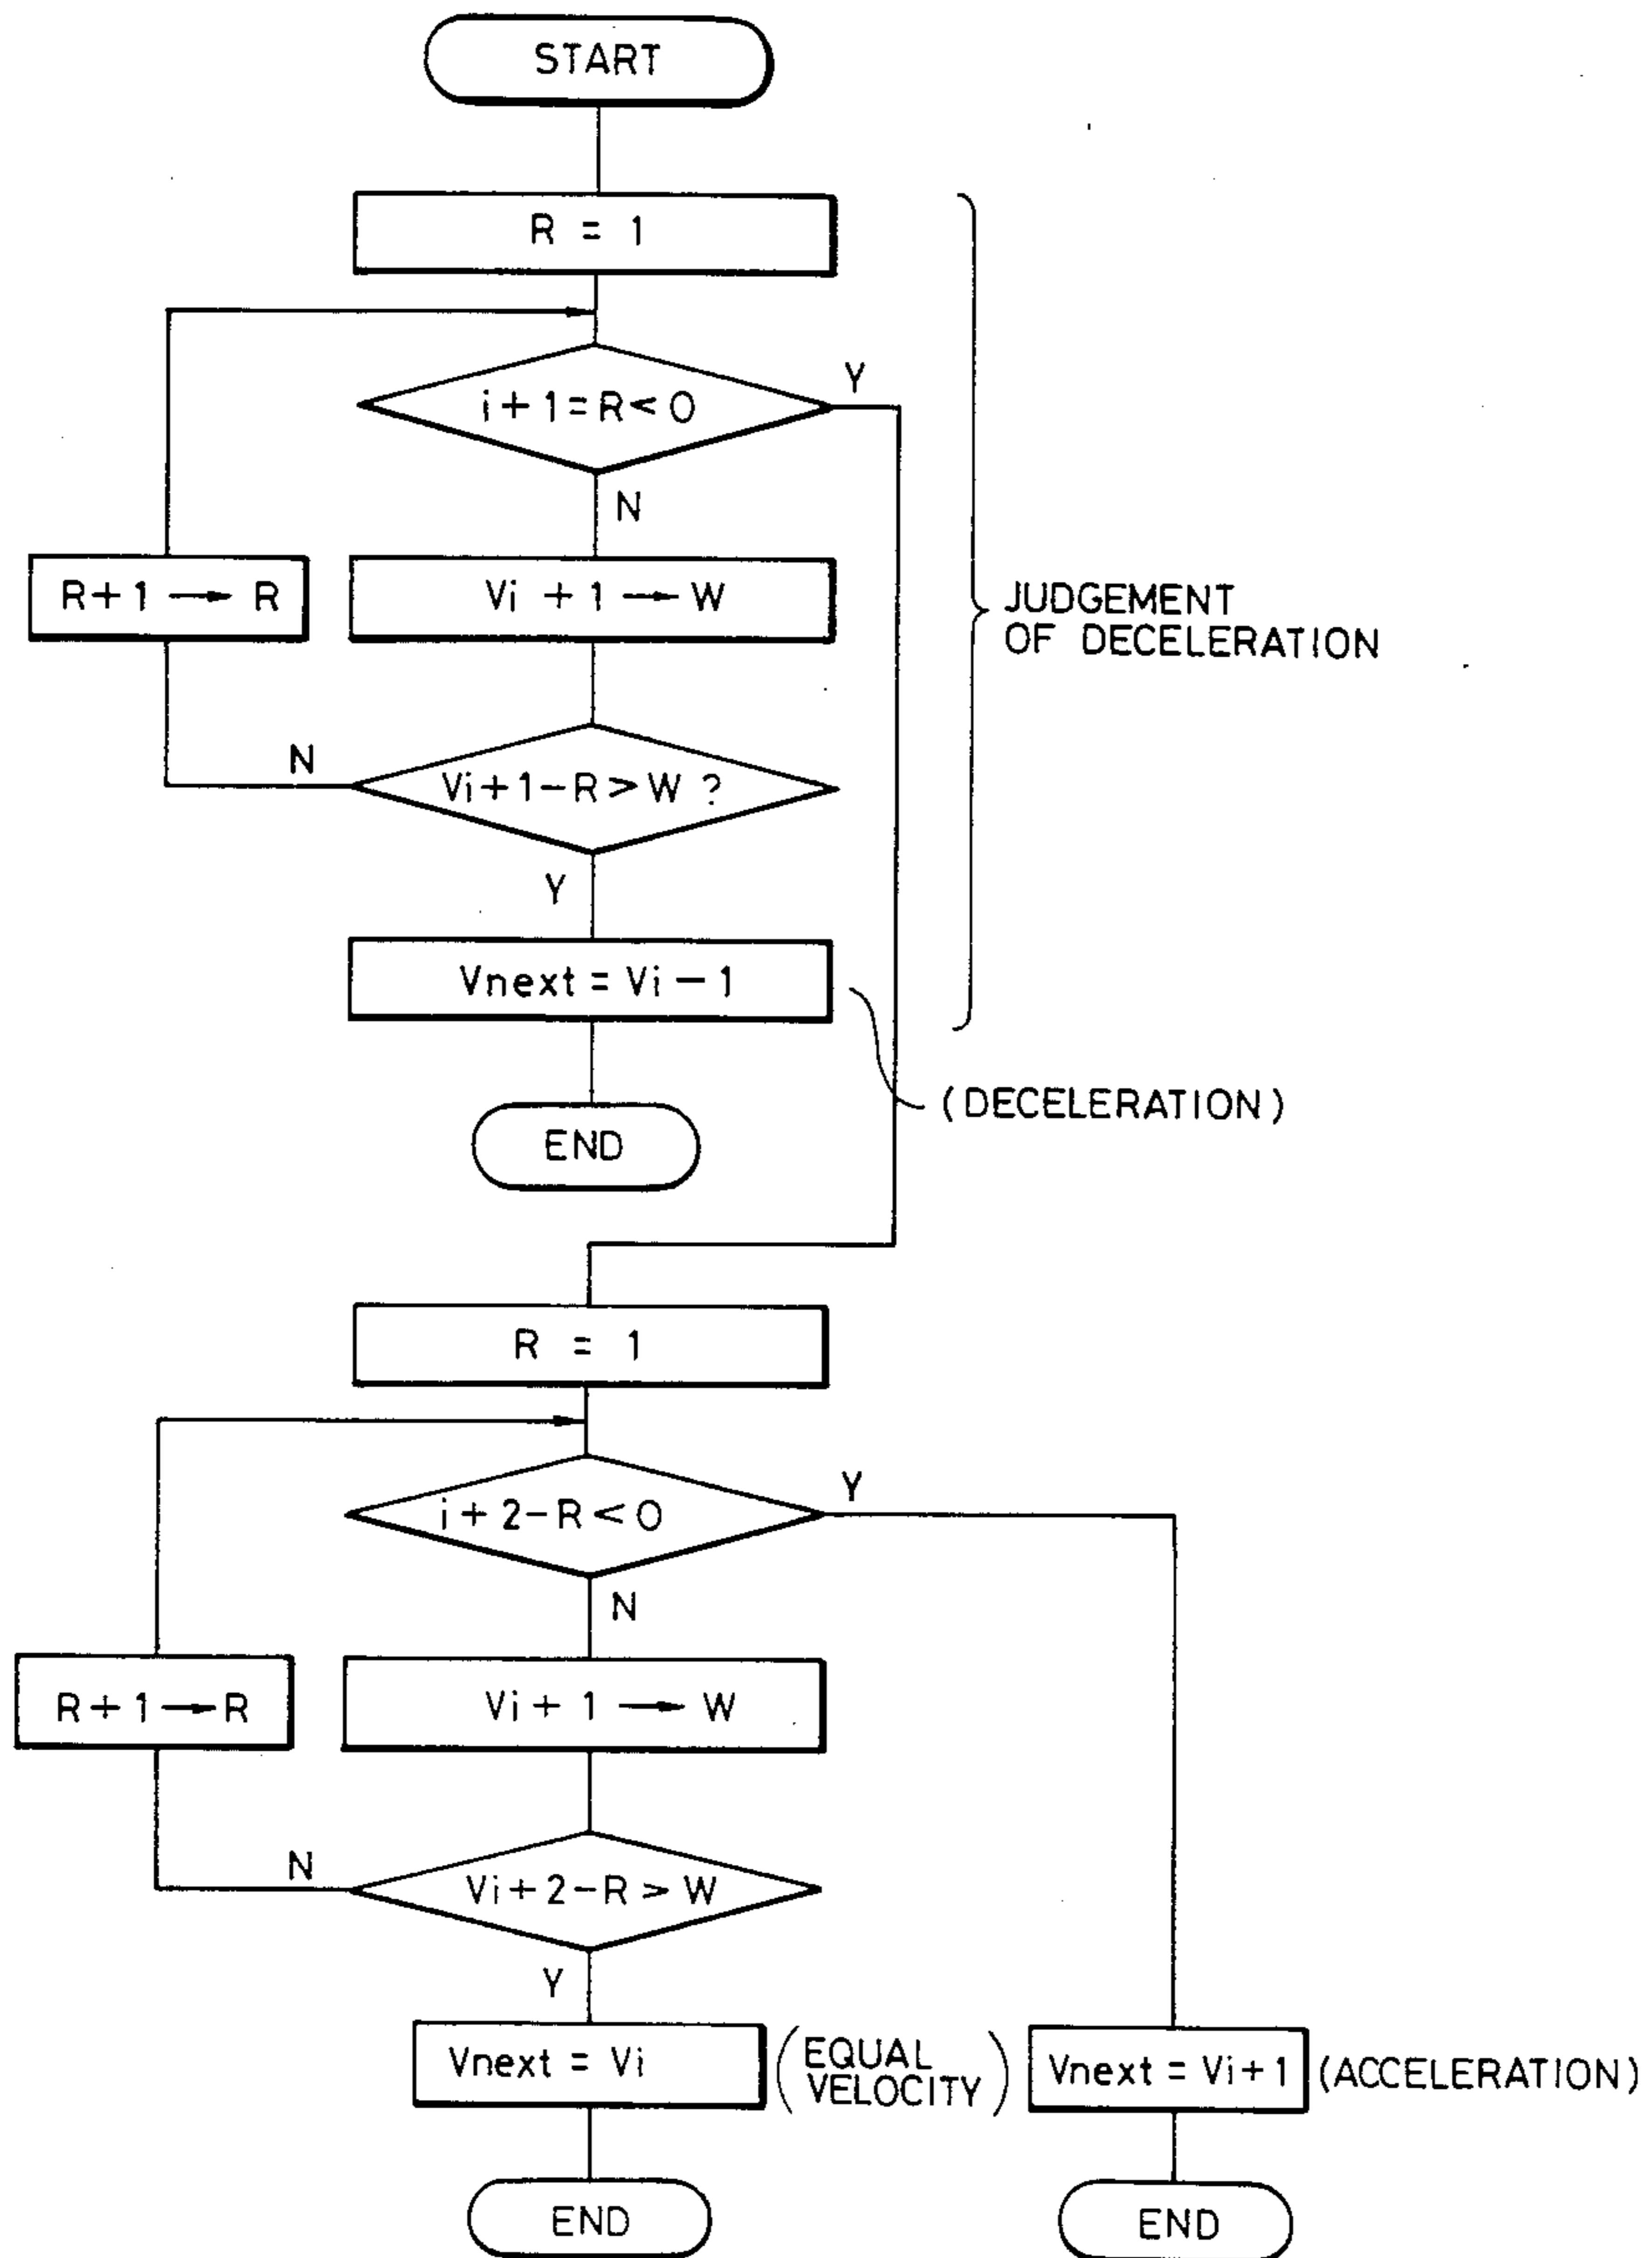 START
R = 1
i + 1 = R < 0
Y
N
R + 1 → R
Vi + 1 → W
JUDGEMENT
OF DECELERATION
N
Vi + 1 - R > W ?
Y
Vnext = Vi - 1
(DECELERATION)
END
R = 1
i + 2 - R < 0
Y
N
R + 1 → R
Vi + 1 → W
N
Vi + 2 - R > W
Y
Vnext = Vi
(EQUAL
VELOCITY)
Vnext = Vi + 1
(ACCELERATION)
END
END